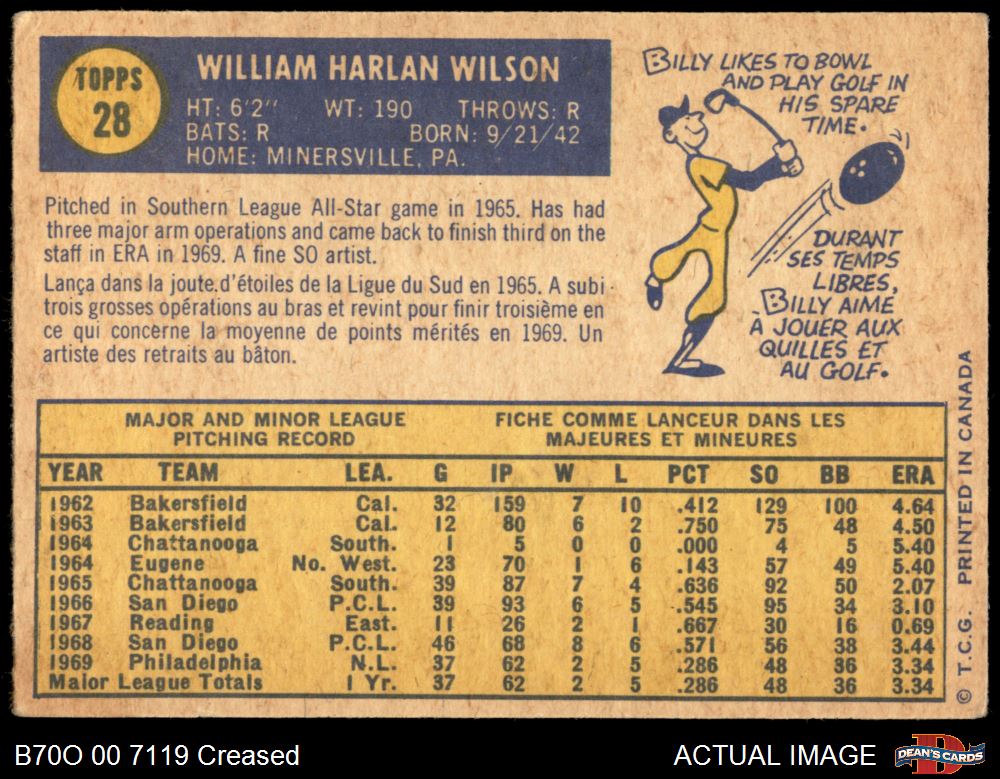 TOPPS
28
WILLIAM HARLAN WILSON
HT: 6'2" WT: 190 THROWS: R
BATS: R BORN: 9/21/42
HOME: MINERSVILLE, PA.
BILLY LIKES TO BOWL
AND PLAY GOLF IN
HIS SPARE
TIME.
DURANT
SES TEMPS
LIBRES,
BILLY AIME
À JOUER AUX
QUILLES ET
AU GOLF.
Pitched in Southern League All-Star game in 1965. Has had
three major arm operations and came back to finish third on the
staff in ERA in 1969. A fine SO artist.
Lança dans la joute d'étoiles de la Ligue du Sud en 1965. A subi
trois grosses opérations au bras et revint pour finir troisième en
ce qui concerne la moyenne de points mérités en 1969. Un
artiste des retraits au bâton.
MAJOR AND MINOR LEAGUE
PITCHING RECORD
FICHE COMME LANCEUR DANS LES
MAJEURES ET MINEURES
YEAR TEAM LEA. G IP W L PCT SO BB ERA
1962 Bakersfield Cal. 32 159 7 10 .412 129 100 4.64
1963 Bakersfield Cal. 12 80 6 2 .750 75 48 4.50
1964 Chattanooga South. 1 5 0 0 .000 4 5 5.40
1964 Eugene No. West. 23 70 1 6 .143 57 49 5.40
1965 Chattanooga South. 39 87 7 4 .636 92 50 2.07
1966 San Diego P.C.L. 39 93 6 5 .545 95 34 3.10
1967 Reading East. 11 26 2 1 .667 30 16 0.69
1968 San Diego P.C.L. 46 68 8 6 .571 56 38 3.44
1969 Philadelphia N.L. 37 62 2 5 .286 48 36 3.34
Major League Totals 1 Yr. 37 62 2 5 .286 48 36 3.34
© T.C.G. PRINTED IN CANADA
B70O 00 7119 Creased
ACTUAL IMAGE
DEAN'S CARDS